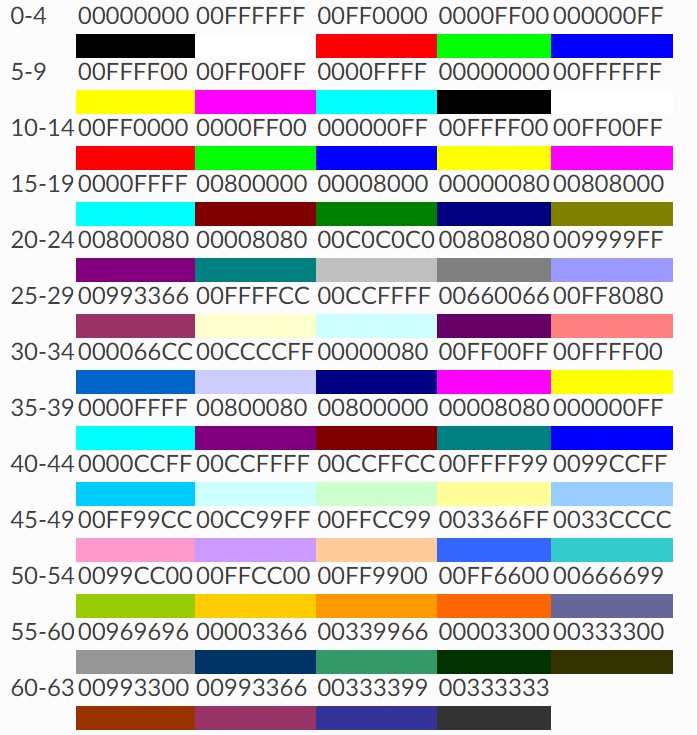 0-4 00000000 00FFFFFF 00FF0000 0000FF00 000000FF
5-9 00FFFF00 00FF00FF 0000FFFF 00000000 00FFFFFF
10-14 00FF0000 0000FF00 000000FF 00FFFF00 00FF00FF
15-19 0000FFFF 00800000 00008000 00000080 00808000
20-24 00800080 00008080 00C0C0C0 00808080 009999FF
25-29 00993366 00FFFFCC 00CCFFFF 00660066 00FF8080
30-34 000066CC 00CCCCFF 00000080 00FF00FF 00FFFF00
35-39 0000FFFF 00800080 00800000 00008080 000000FF
40-44 0000CCFF 00CCFFFF 00CCFFCC 00FFFF99 0099CCFF
45-49 00FF99CC 00CC99FF 00FFCC99 003366FF 0033CCCC
50-54 0099CC00 00FFCC00 00FF9900 00FF6600 00666699
55-60 00969696 00003366 00339966 00003300 00333300
60-63 00993300 00993366 00333399 00333333